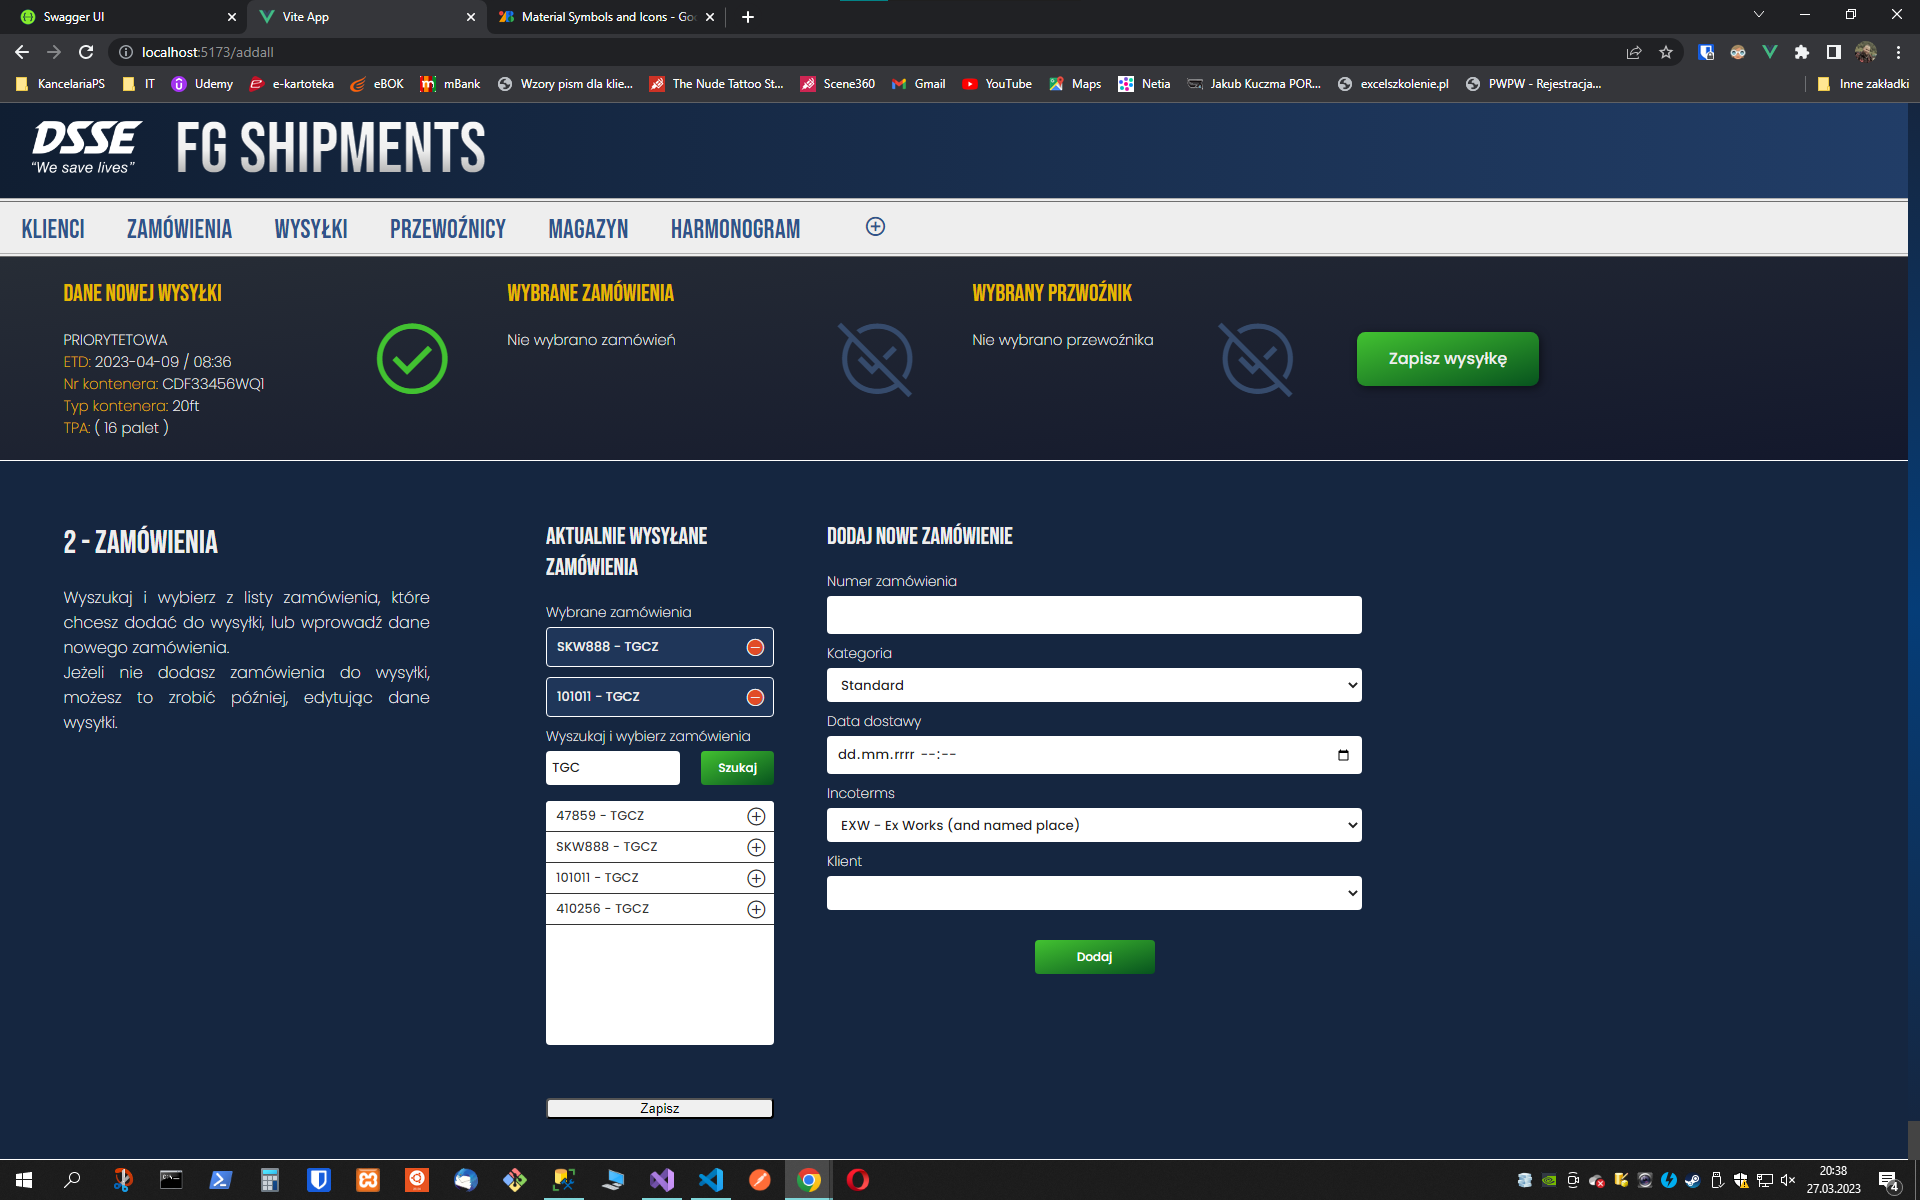 Swagger UI
Vite App
Material Symbols and Icons - Goo
localhost:5173/addall
KancelariaPS
IT
Udemy
e-kartoteka
eBOK
mBank
Wzory pism dla klie...
The Nude Tattoo St...
Scene360
Gmail
YouTube
Maps
Netia
Jakub Kuczma POR...
excelszkolenie.pl
PWPW - Rejestracja...
Inne zakładki
DSSE
"We save lives"
FG SHIPMENTS
KLIENCI
ZAMÓWIENIA
WYSYŁKI
PRZEWOŹNICY
MAGAZYN
HARMONOGRAM
DANE NOWEJ WYSYŁKI
PRIORYTETOWA
ETD: 2023-04-09 / 08:36
Nr kontenera: CDF33456WQ1
Typ kontenera: 20ft
TPA: ( 16 palet )
WYBRANE ZAMÓWIENIA
Nie wybrano zamówień
WYBRANY PRZWOŹNIK
Nie wybrano przewoźnika
Zapisz wysyłkę
2 - ZAMÓWIENIA
Wyszukaj i wybierz z listy zamówienia, które
chcesz dodać do wysyłki, lub wprowadź dane
nowego zamówienia.
Jeżeli nie dodasz zamówienia do wysyłki,
możesz to zrobić później, edytując dane
wysyłki.
AKTUALNIE WYSYŁANE
ZAMÓWIENIA
Wybrane zamówienia
SKW888 - TGCZ
101011 - TGCZ
Wyszukaj i wybierz zamówienia
TGC
Szukaj
47859 - TGCZ
SKW888 - TGCZ
101011 - TGCZ
410256 - TGCZ
Zapisz
DODAJ NOWE ZAMÓWIENIE
Numer zamówienia
Kategoria
Standard
Data dostawy
dd.mm.rrrr --:--
Incoterms
EXW - Ex Works (and named place)
Klient
Dodaj
20:38
27.03.2023
4